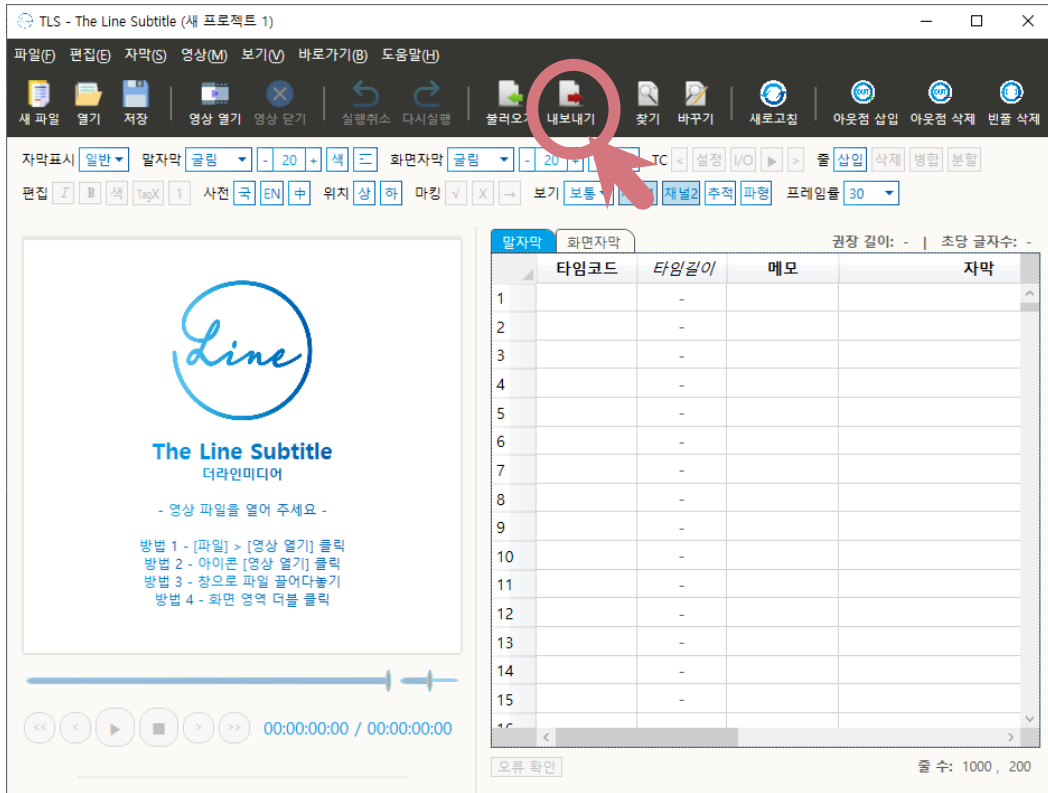 TLS - The Line Subtitle (새 프로젝트 1)
파일(F) 편집(E) 자막(S) 영상(M) 보기(V) 바로가기(B) 도움말(H)
새 파일 열기 저장 영상 열기 영상 닫기 실행취소 다시실행 불러오기 내보내기 찾기 바꾸기 새로고침 아웃점 삽입 아웃점 삭제 빈풀 삭제
자막표시 일반 말자막 굴림 - 20 + 색 화면자막 굴림 - 20 + TC < 설정 I/O > 줄 삽입 삭제 병합 분할
편집 I B 색 TagX 1 사전 국 EN 中 위치 상 하 마킹 √ X → 보기 보통 채널2 추적 파형 프레임률 30
말자막 화면자막 권장 길이: - | 초당 글자수: -
타임코드 타임길이 메모 자막
1 -
2 -
3 -
4 -
5 -
6 -
7 -
8 -
9 -
10 -
11 -
12 -
13 -
14 -
15 -
Line
The Line Subtitle
더라인미디어
- 영상 파일을 열어 주세요 -
방법 1 - [파일] > [영상 열기] 클릭
방법 2 - 아이콘 [영상 열기] 클릭
방법 3 - 창으로 파일 끌어다놓기
방법 4 - 화면 영역 더블 클릭
<< < > >> 00:00:00:00 / 00:00:00:00
오류 확인 줄 수: 1000 , 200